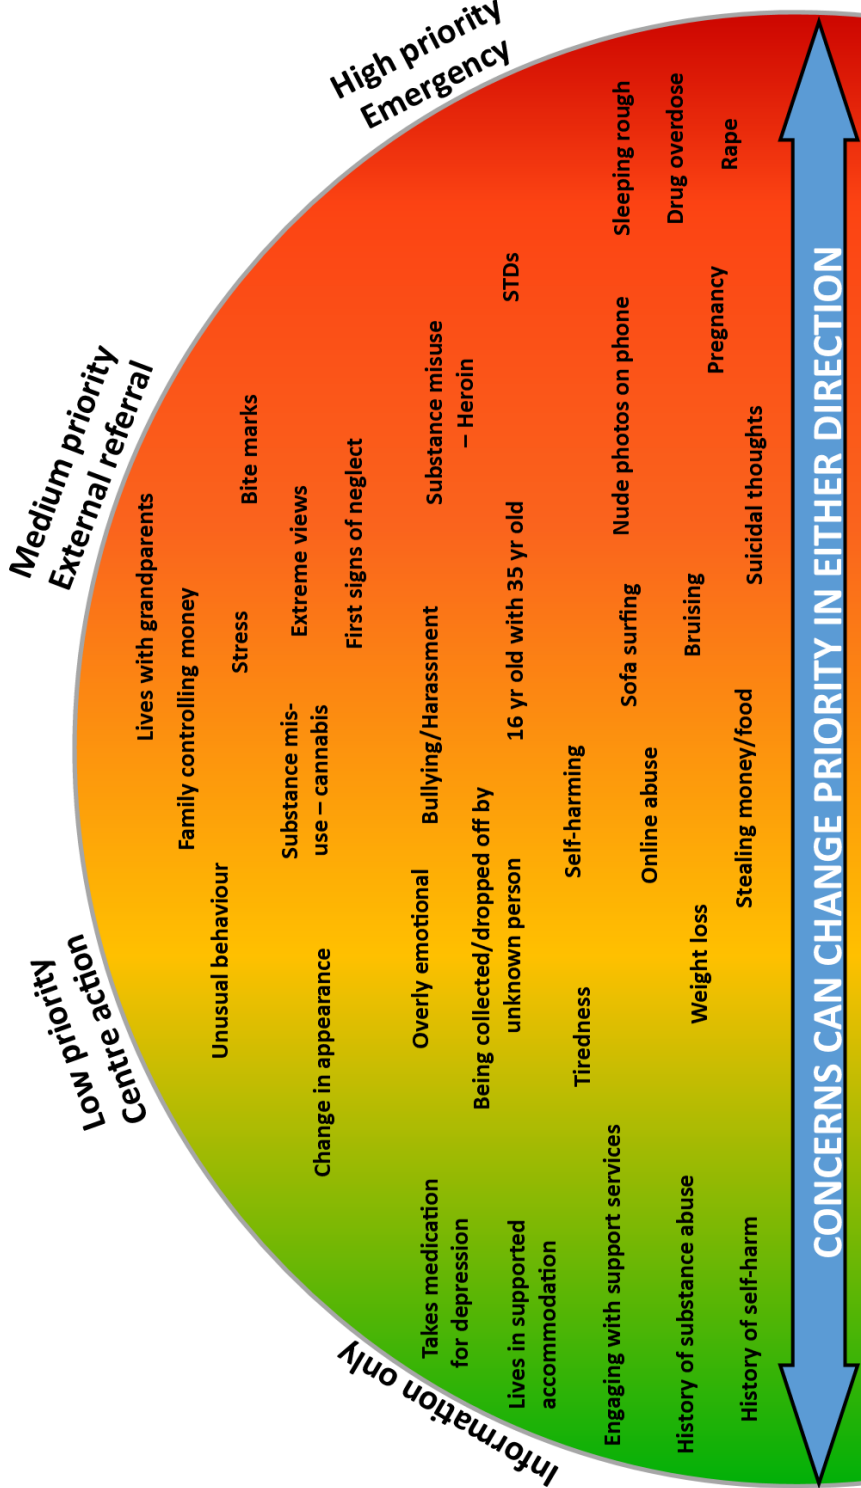 Information only
Low priority
Centre action
Medium priority
External referral
High priority
Emergency
Lives with grandparents
Family controlling money
Unusual behaviour
Stress
Bite marks
Substance mis-
use – cannabis
Extreme views
Change in appearance
First signs of neglect
Takes medication
for depression
Overly emotional
Bullying/Harassment
Substance misuse
– Heroin
Being collected/dropped off by
unknown person
Lives in supported
accommodation
16 yr old with 35 yr old
STDs
Tiredness
Self-harming
Engaging with support services
Sofa surfing
Nude photos on phone
Sleeping rough
Online abuse
History of substance abuse
Weight loss
Bruising
Drug overdose
Pregnancy
Rape
History of self-harm
Stealing money/food
Suicidal thoughts
CONCERNS CAN CHANGE PRIORITY IN EITHER DIRECTION